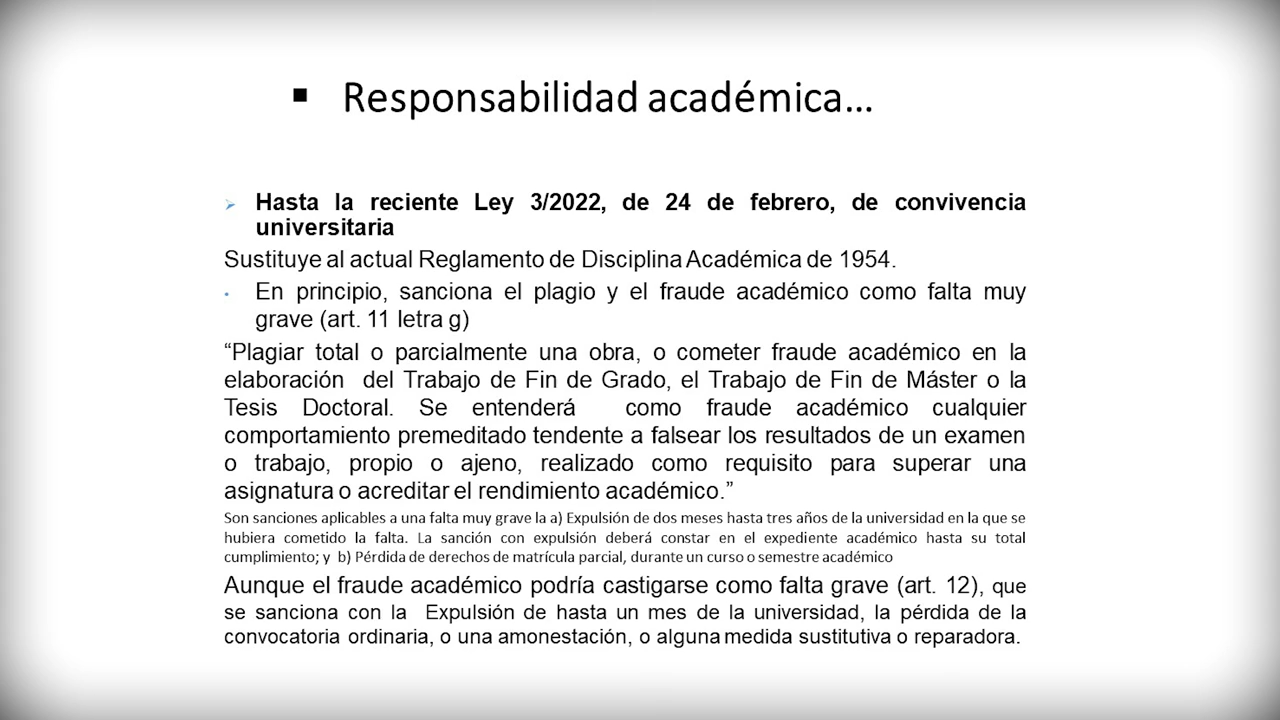 ▪ Responsabilidad académica...
➢ Hasta la reciente Ley 3/2022, de 24 de febrero, de convivencia
universitaria
Sustituye al actual Reglamento de Disciplina Académica de 1954.
• En principio, sanciona el plagio y el fraude académico como falta muy
grave (art. 11 letra g)
“Plagiar total o parcialmente una obra, o cometer fraude académico en la
elaboración del Trabajo de Fin de Grado, el Trabajo de Fin de Máster o la
Tesis Doctoral. Se entenderá como fraude académico cualquier
comportamiento premeditado tendente a falsear los resultados de un examen
o trabajo, propio o ajeno, realizado como requisito para superar una
asignatura o acreditar el rendimiento académico.”
Son sanciones aplicables a una falta muy grave la a) Expulsión de dos meses hasta tres años de la universidad en la que se
hubiera cometido la falta. La sanción con expulsión deberá constar en el expediente académico hasta su total
cumplimiento; y b) Pérdida de derechos de matrícula parcial, durante un curso o semestre académico
Aunque el fraude académico podría castigarse como falta grave (art. 12), que
se sanciona con la Expulsión de hasta un mes de la universidad, la pérdida de la
convocatoria ordinaria, o una amonestación, o alguna medida sustitutiva o reparadora.